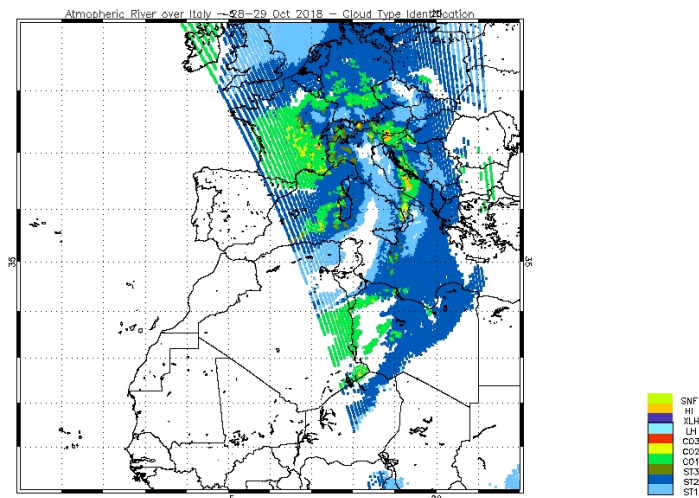 Atmopheric River over Italy - 28-29 Oct 2018 - Cloud Type Identification
35
35
SNF
HI
XLH
LH
CO3
CO2
CO1
ST3
ST2
ST1